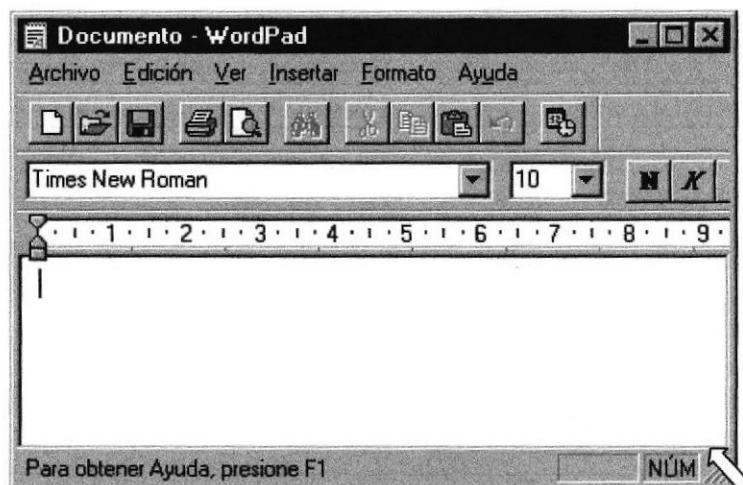 Documento - WordPad
Archivo Edición Ver Insertar Formato Ayuda
Times New Roman 10 N K
1 2 3 4 5 6 7 8 9
Para obtener Ayuda, presione F1 NÚM